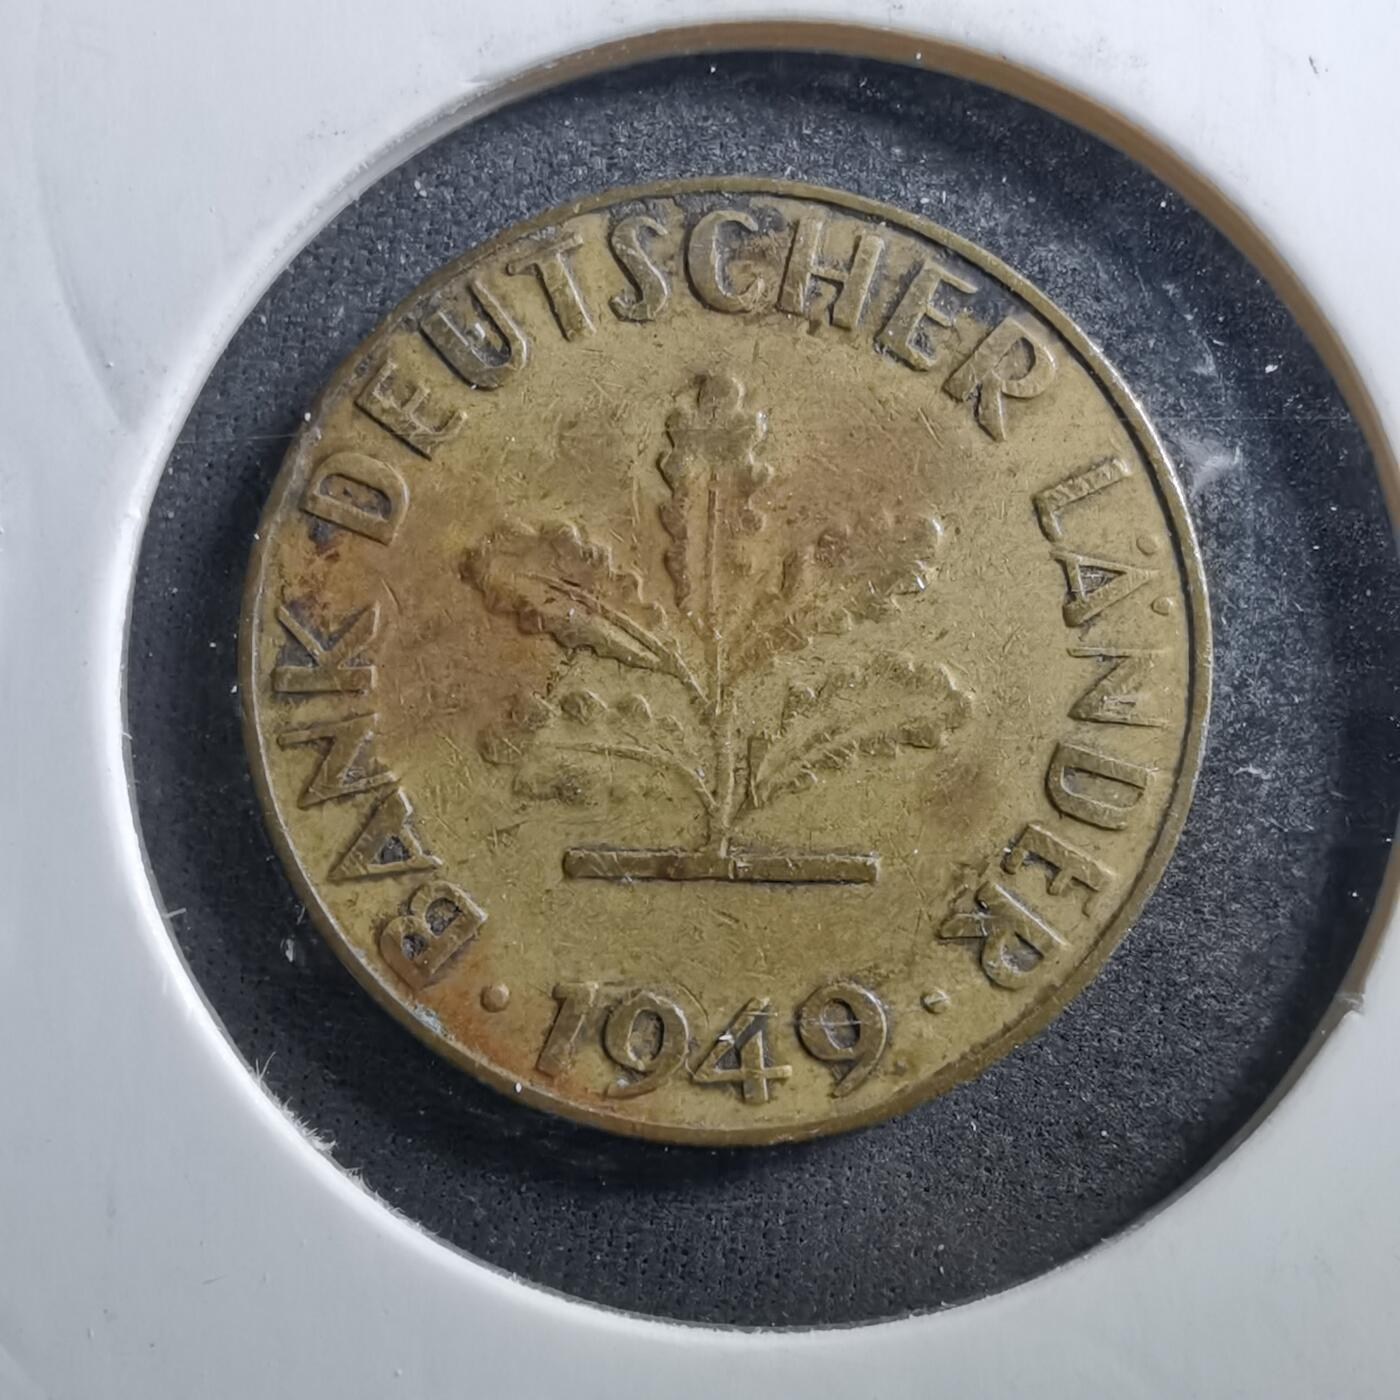 BANK DEUTSCHER LÄNDER
· 1949 ·